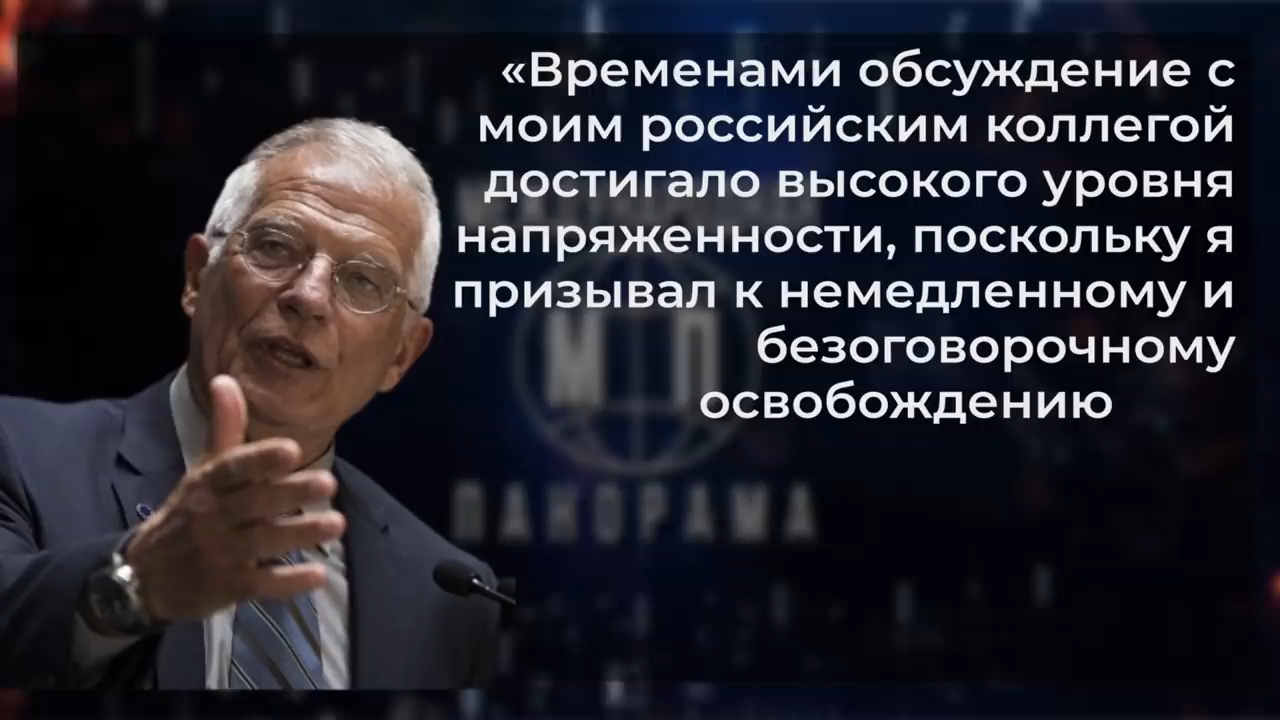 «Временами обсуждение с
моим российским коллегой
достигало высокого уровня
напряженности, поскольку я
призывал к немедленному и
безоговорочному
освобождению
М П
ПАНОРАМА